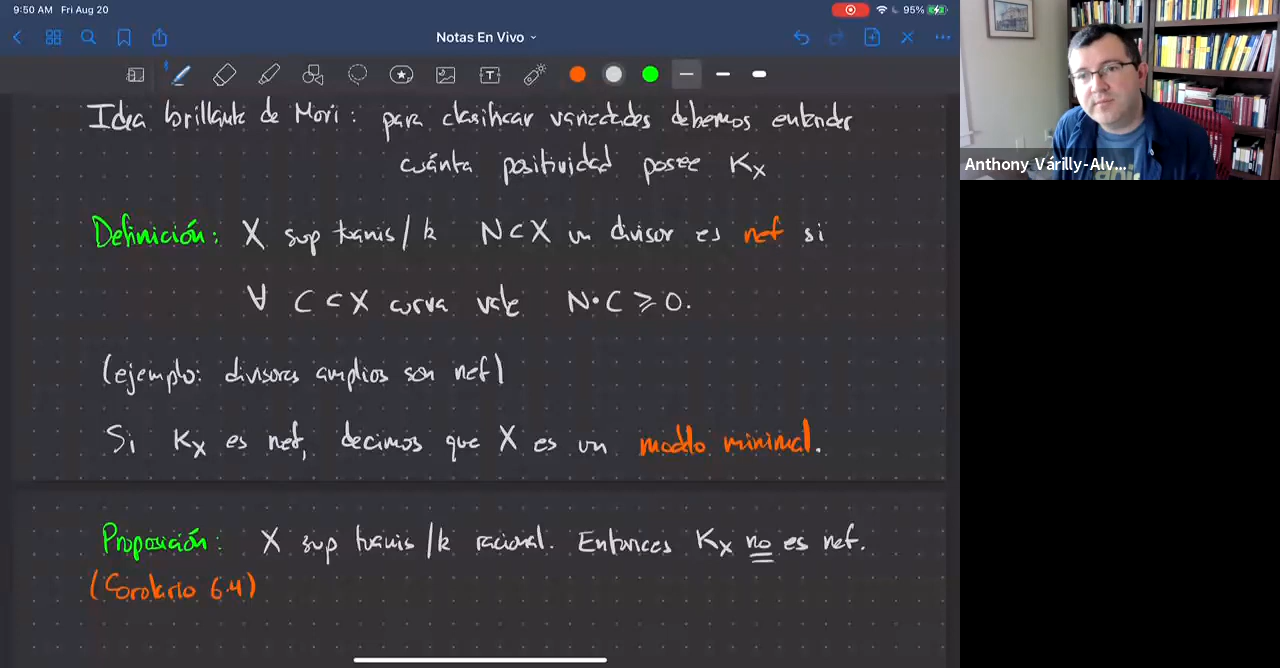 9:50 AM Fri Aug 20
95%
Notas En Vivo
Idea brillante de Mori: para clasificar variedades debemos entender
cuánta positividad posee Kx
Definición: X sup tvanis/k N⊂X un divisor es nef si
∀ C⊂X curva vale N·C ≥ 0.
(ejemplo: divisores amplios son nef)
Si Kx es nef, decimos que X es un modelo minimal.
Proposición: X sup tvanis/k racional. Entonces Kx no es nef.
(Corolario 6.4)
Anthony Várilly-Alv...